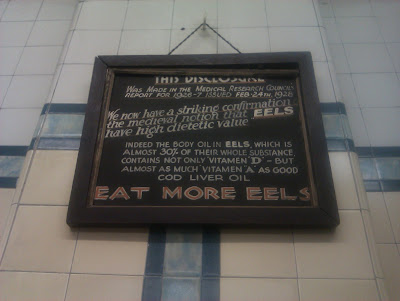 THIS DISCLOSURE
WAS MADE IN THE MEDICAL RESEARCH COUNCILS
REPORT FOR 1926-7 ISSUED FEB 24TH 1928
We now have a striking confirmation of
the medieval notion that EELS
have high dietetic value
INDEED THE BODY OIL IN EELS, WHICH IS
ALMOST 30% OF THEIR WHOLE SUBSTANCE
CONTAINS NOT ONLY VITAMEN "D" - BUT
ALMOST AS MUCH VITAMEN "A" AS GOOD
COD LIVER OIL
EAT MORE EELS